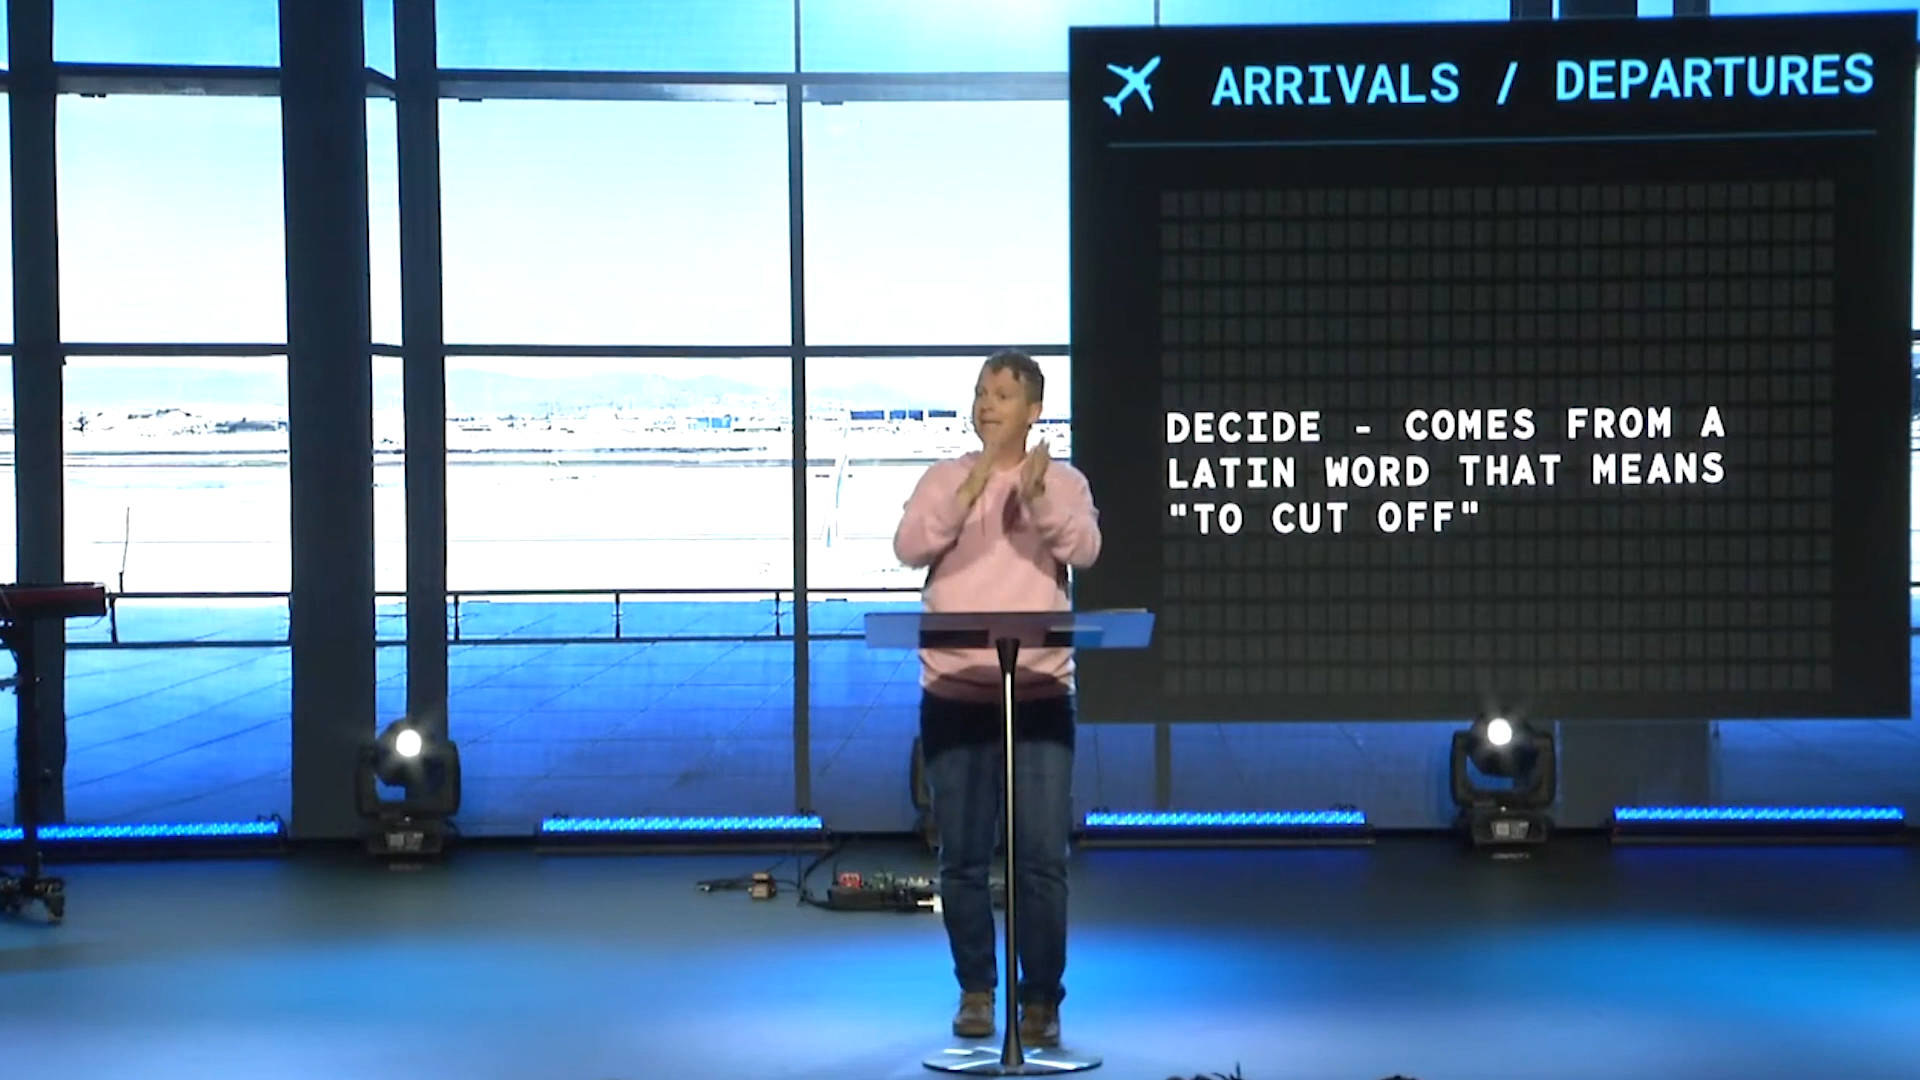 ARRIVALS / DEPARTURES
DECIDE - COMES FROM A
LATIN WORD THAT MEANS
"TO CUT OFF"